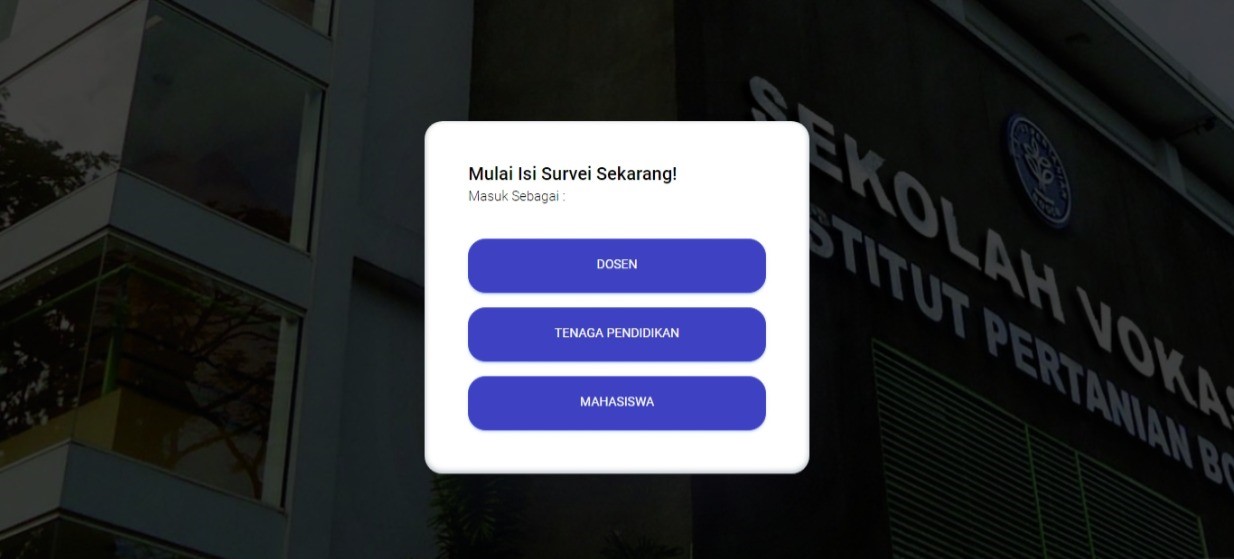 Mulai Isi Survei Sekarang!
Masuk Sebagai :
DOSEN
TENAGA PENDIDIKAN
MAHASISWA
SEKOLAH VOKAS
STITUT PERTANIAN BO